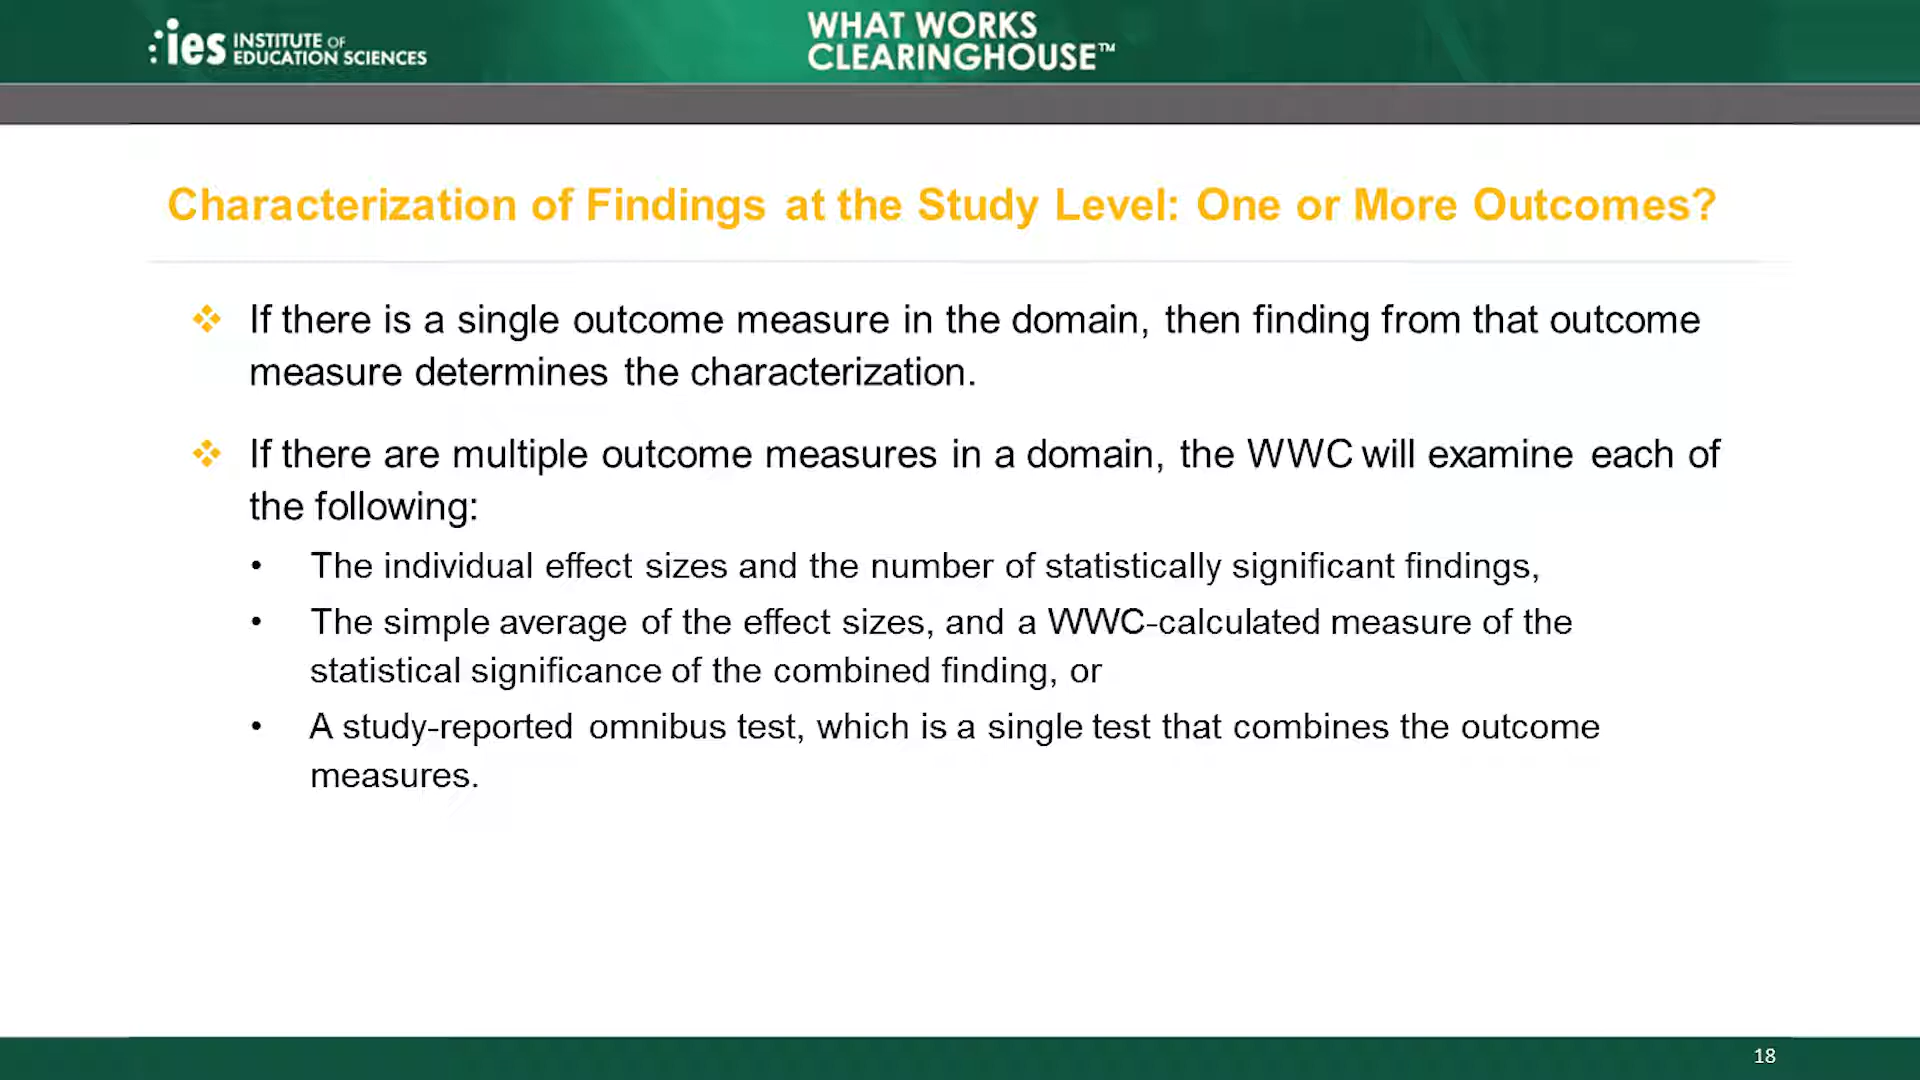 ies INSTITUTE OF
EDUCATION SCIENCES
WHAT WORKS
CLEARINGHOUSE™
Characterization of Findings at the Study Level: One or More Outcomes?
❖ If there is a single outcome measure in the domain, then finding from that outcome
measure determines the characterization.
❖ If there are multiple outcome measures in a domain, the WWC will examine each of
the following:
• The individual effect sizes and the number of statistically significant findings,
• The simple average of the effect sizes, and a WWC-calculated measure of the
statistical significance of the combined finding, or
• A study-reported omnibus test, which is a single test that combines the outcome
measures.
18